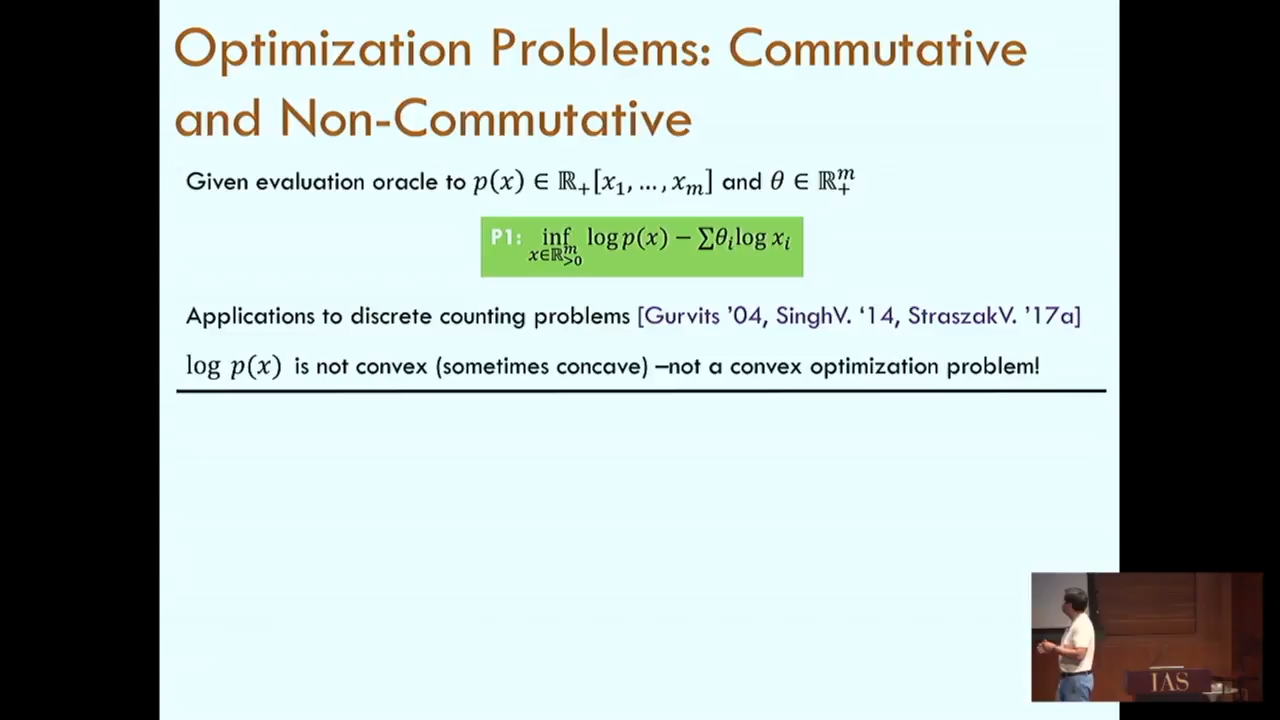 Optimization Problems: Commutative
and Non-Commutative
Given evaluation oracle to p(x) ∈ ℝ₊[x₁, … , xₘ] and θ ∈ ℝ₊ᵐ
P1: inf x∈ℝᵐ>0 log p(x) − ∑θᵢlog xᵢ
Applications to discrete counting problems [Gurvits ’04, SinghV. ‘14, StraszakV. ’17a]
log p(x) is not convex (sometimes concave) –not a convex optimization problem!
IAS